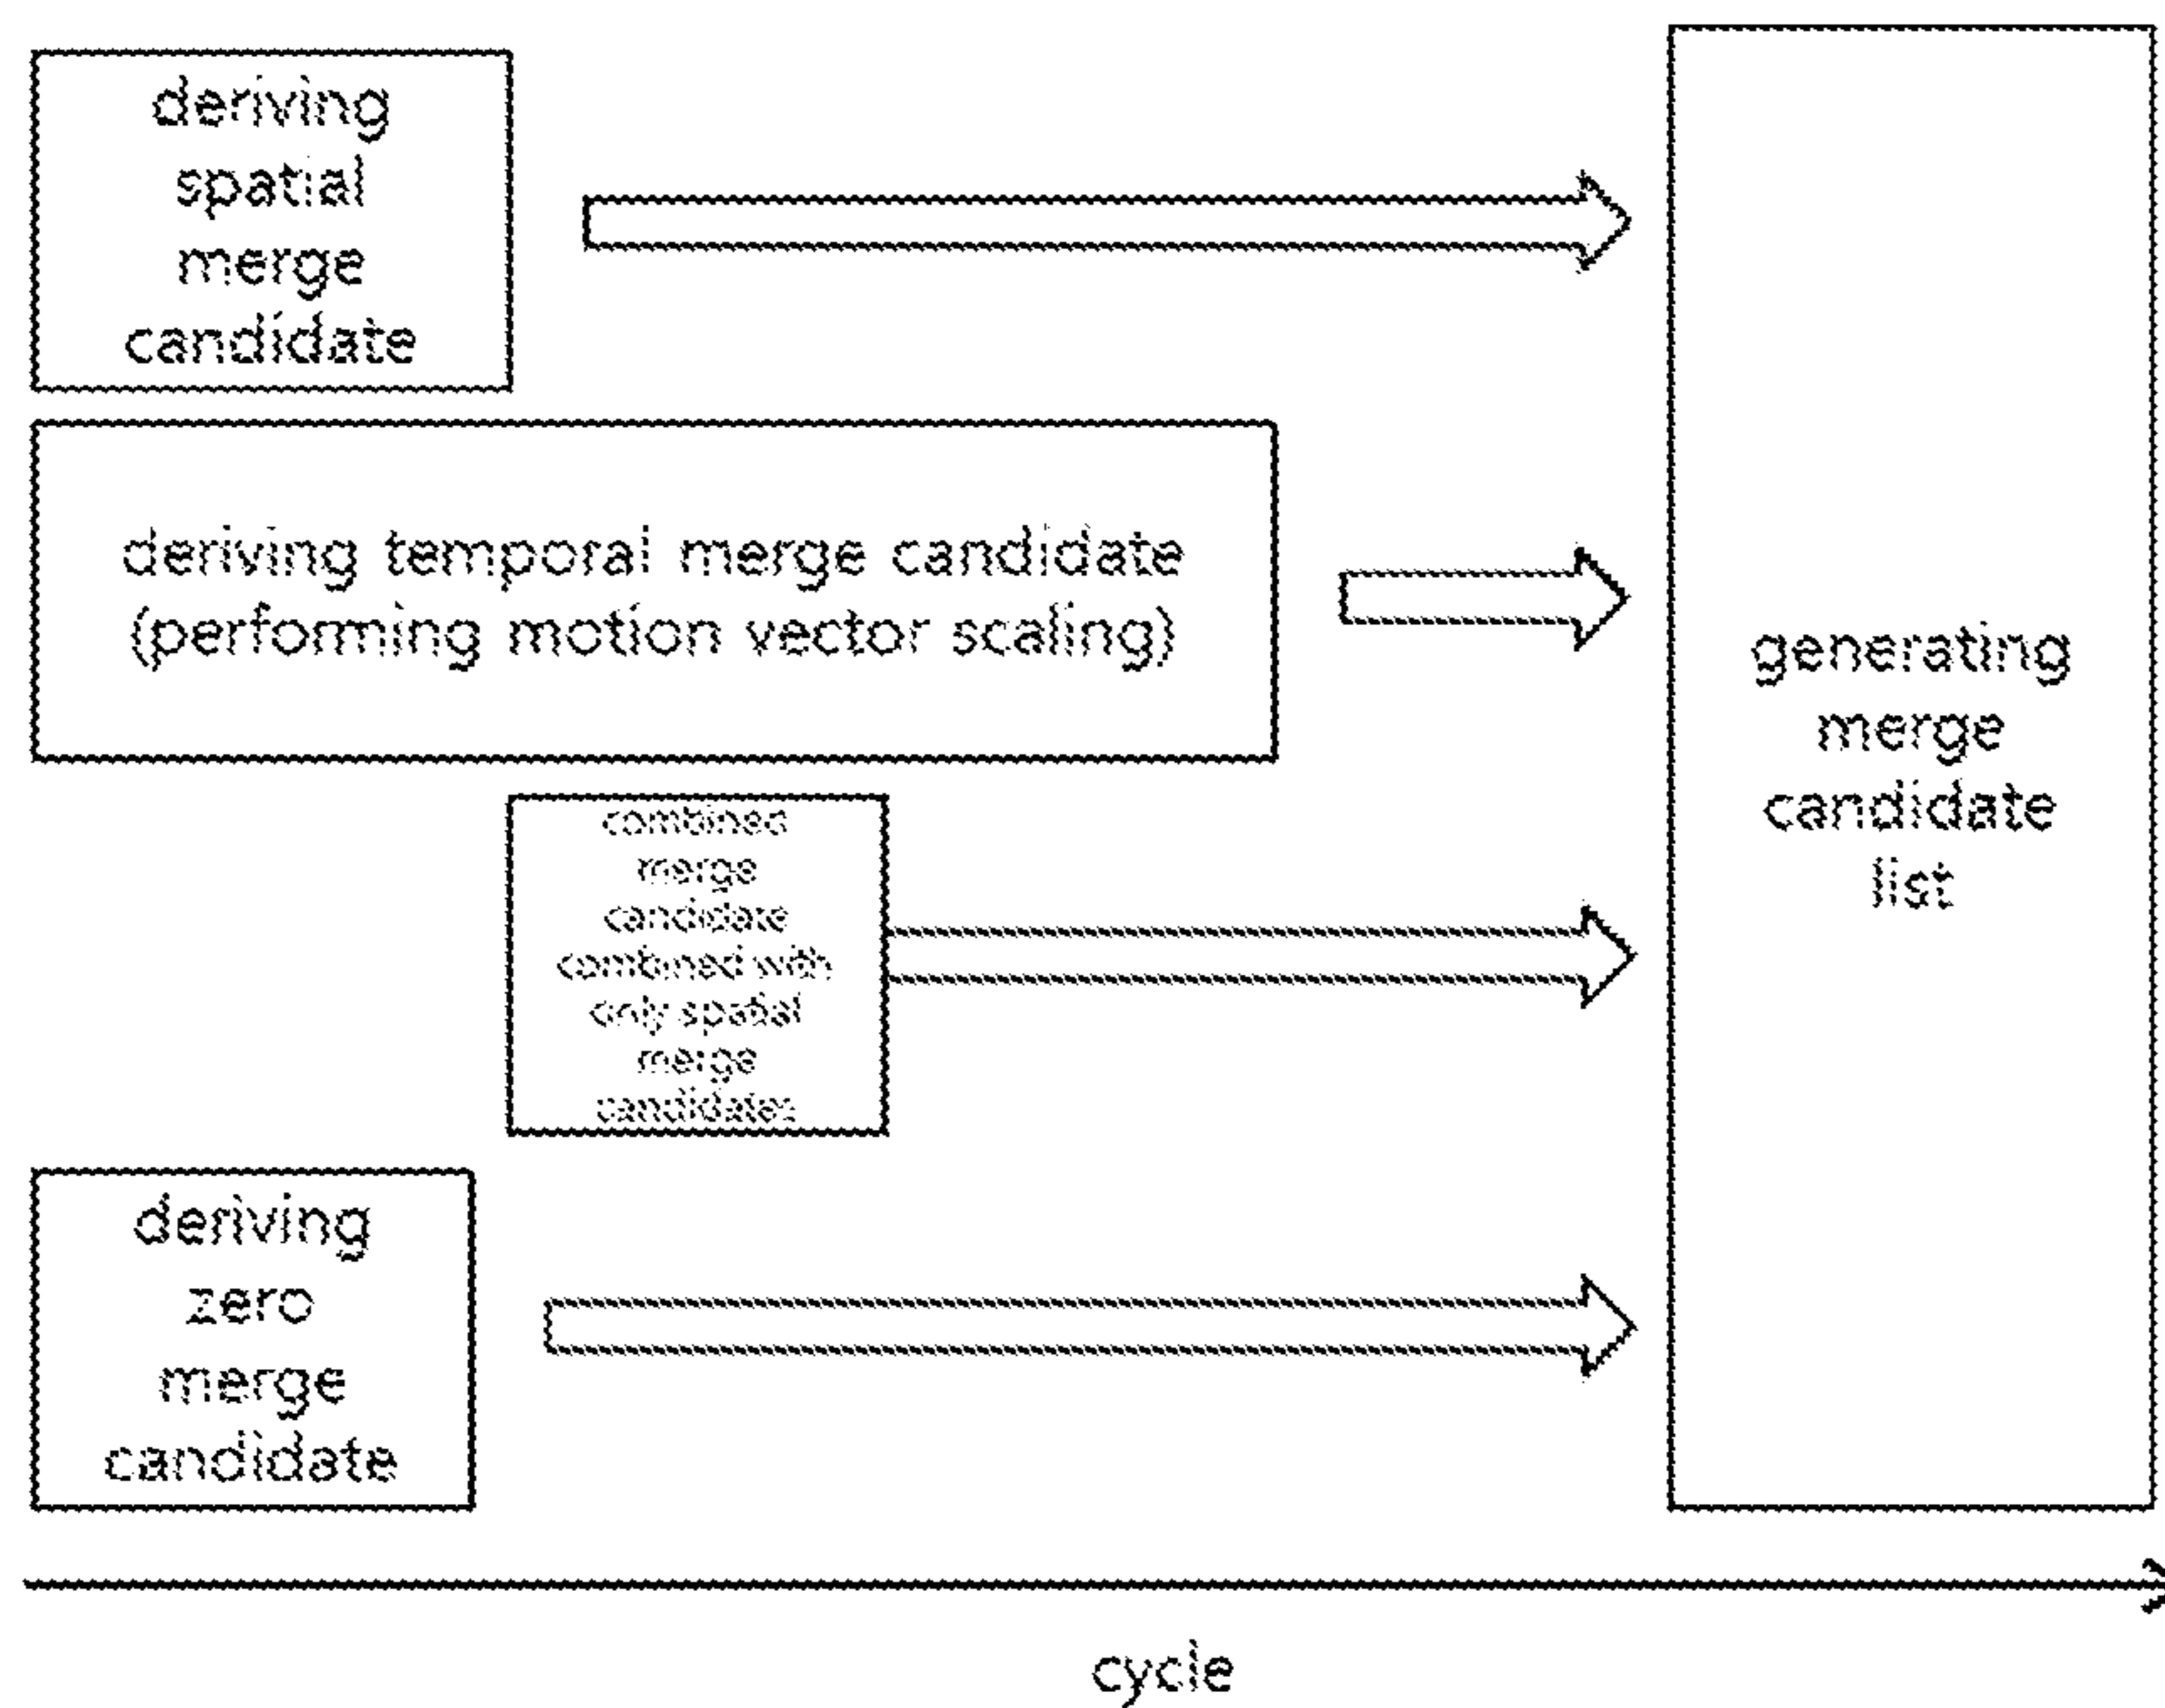 deriving
spatial
merge
candidate
deriving temporal merge candidate
(performing motion vector scaling)
combined
merge
candidate
combined with
only spatial
merge
candidates
deriving
zero
merge
candidate
generating
merge
candidate
list
cycle